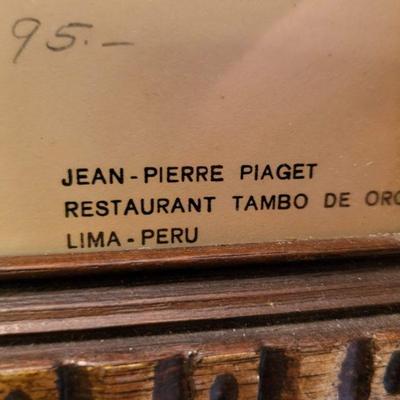 95.-
JEAN-PIERRE PIAGET
RESTAURANT TAMBO DE ORO
LIMA-PERU